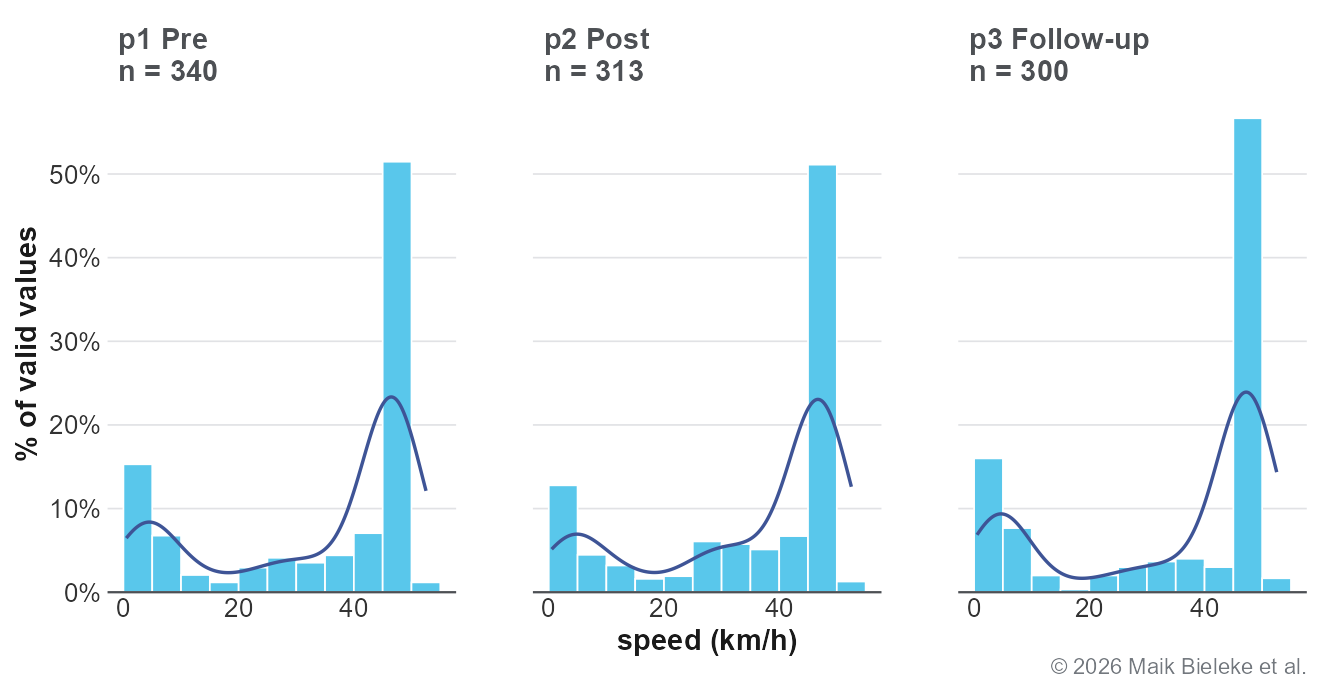 p1 Pre
n = 340
p2 Post
n = 313
p3 Follow-up
n = 300
% of valid values
50%
40%
30%
20%
10%
0%
0 20 40
0 20 40
0 20 40
speed (km/h)
© 2026 Maik Bieleke et al.